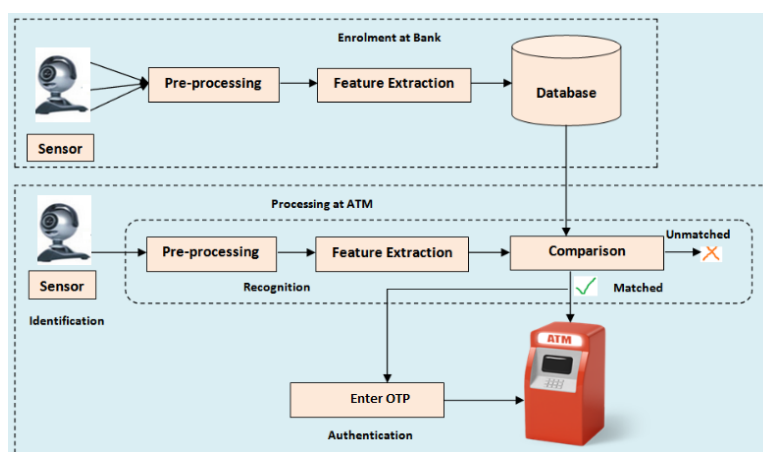 Enrolment at Bank
Pre-processing
Feature Extraction
Database
Sensor
Processing at ATM
Unmatched
Pre-processing
Feature Extraction
Comparison
Sensor
Recognition
Matched
Identification
ATM
Enter OTP
Authentication